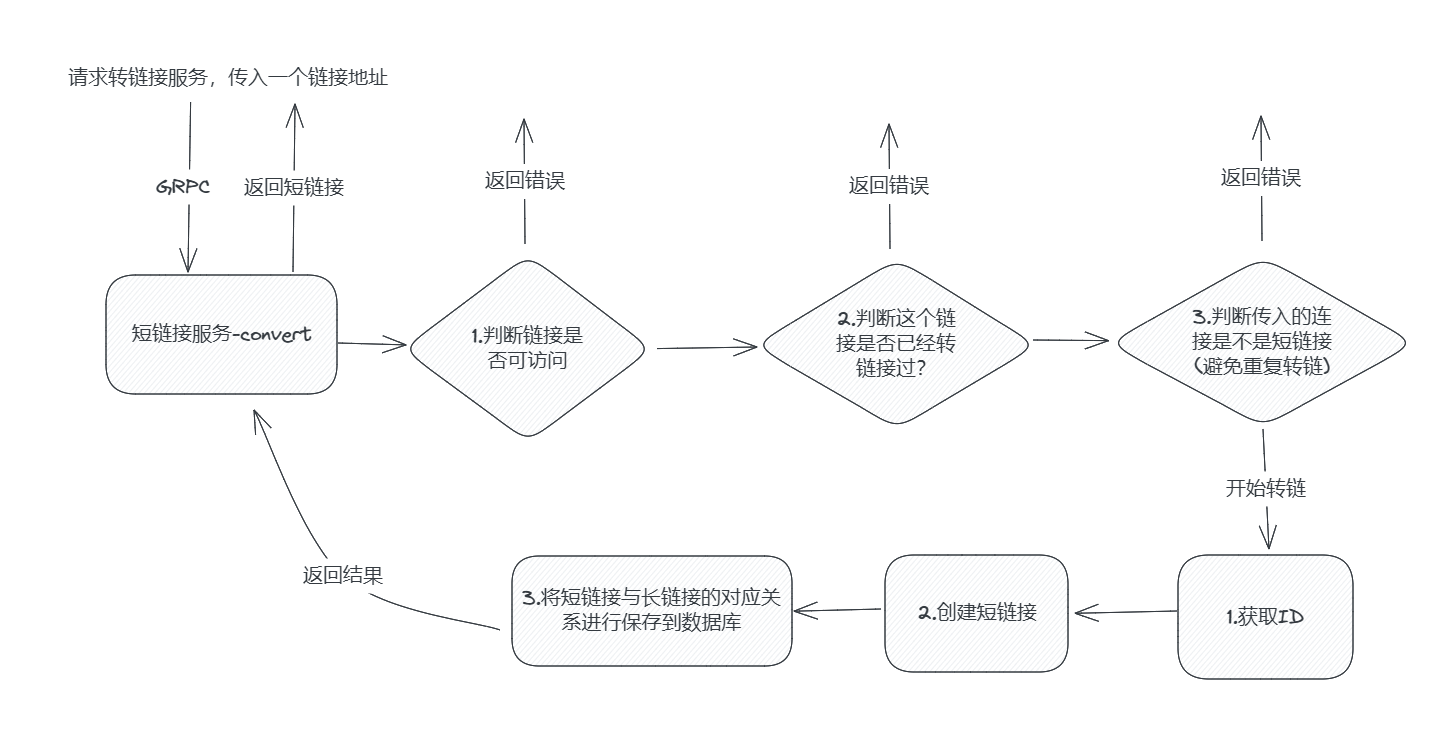 请求转链接服务，传入一个链接地址
GRPC
返回短链接
返回错误
返回错误
返回错误
短链接服务-convert
1.判断链接是
否可访问
2.判断这个链
接是否已经转
链接过？
3.判断传入的连
接是不是短链接
(避免重复转链)
开始转链
1.获取ID
2.创建短链接
3.将短链接与长链接的对应关
系进行保存到数据库
返回结果